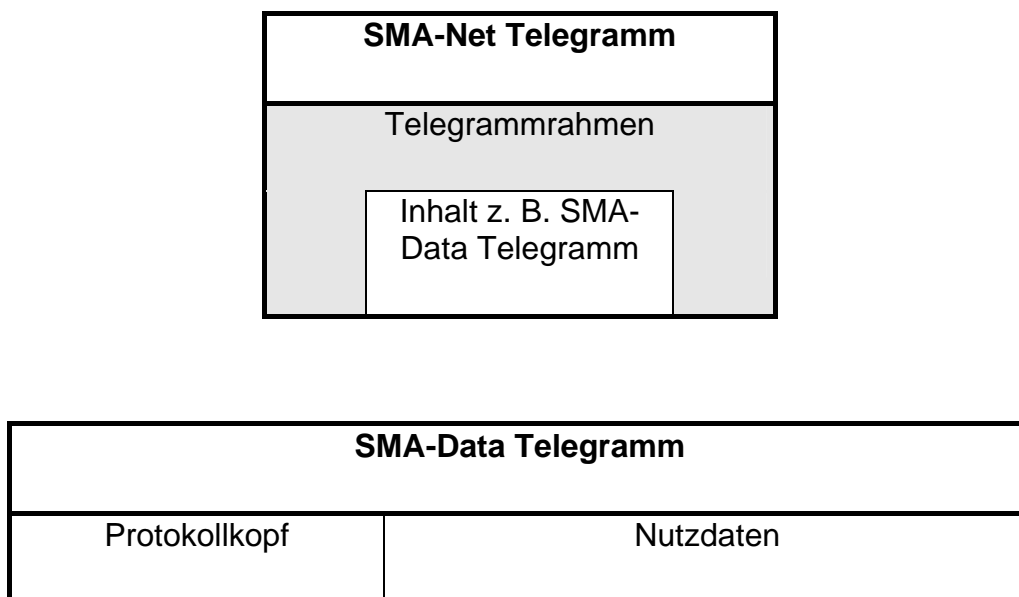 SMA-Net Telegramm
Telegrammrahmen
Inhalt z. B. SMA-
Data Telegramm
SMA-Data Telegramm
Protokollkopf
Nutzdaten